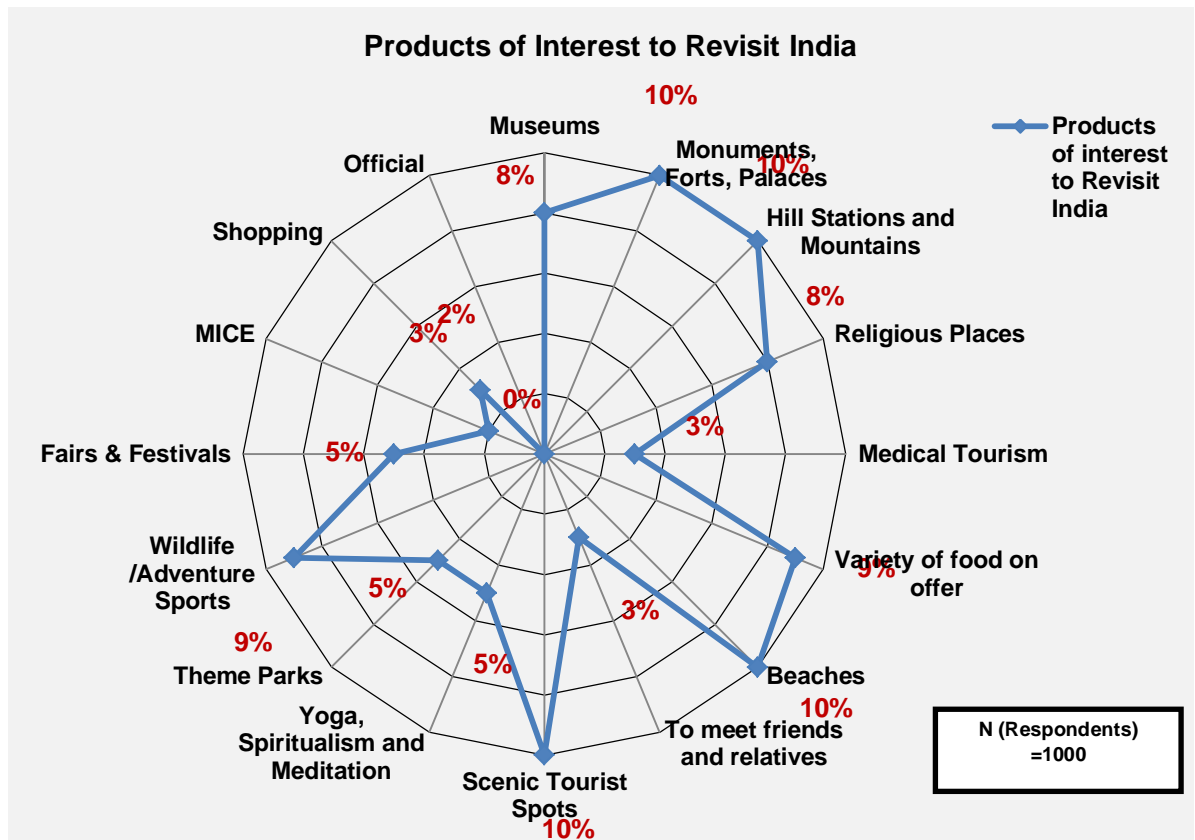 Products of Interest to Revisit India
10%
Museums
Official
8%
Monuments,
Forts, Palaces
10%
Products
of interest
to Revisit
India
Shopping
Hill Stations and
Mountains
8%
2%
3%
MICE
Religious Places
0%
3%
5%
Fairs & Festivals
Medical Tourism
Wildlife
/Adventure
Sports
Variety of food on
offer
9%
5%
3%
9%
Theme Parks
5%
Beaches
10%
Yoga,
Spiritualism and
Meditation
To meet friends
and relatives
Scenic Tourist
Spots
10%
N (Respondents)
=1000